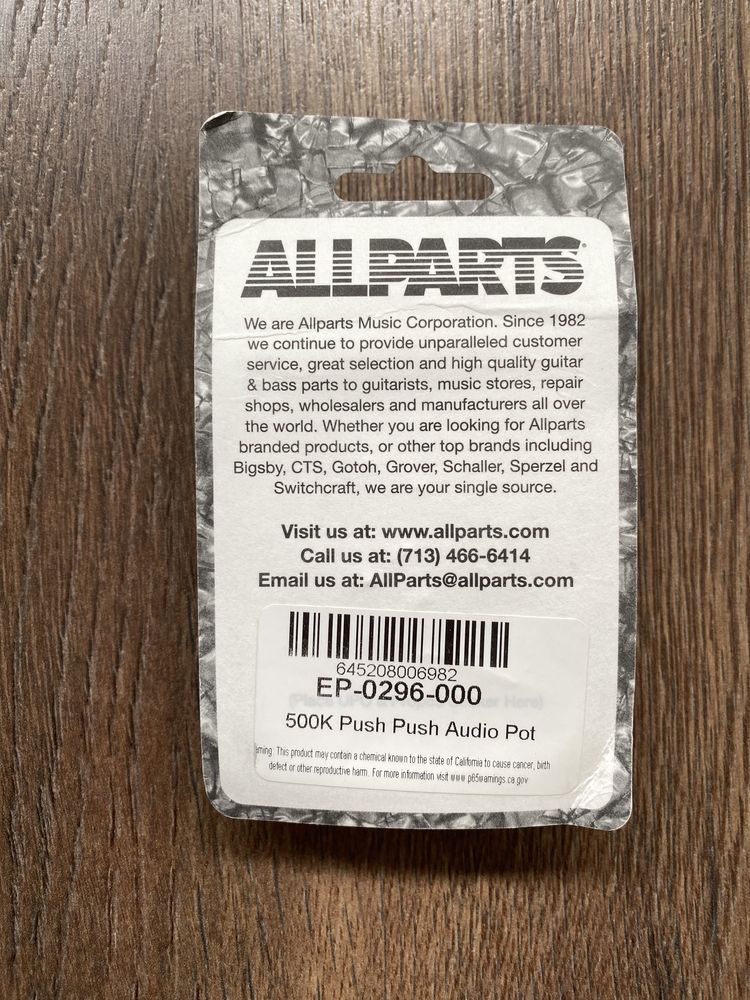 ALLPARTS®
We are Allparts Music Corporation. Since 1982
we continue to provide unparalleled customer
service, great selection and high quality guitar
& bass parts to guitarists, music stores, repair
shops, wholesalers and manufacturers all over
the world. Whether you are looking for Allparts
branded products, or other top brands including
Bigsby, CTS, Gotoh, Grover, Schaller, Sperzel and
Switchcraft, we are your single source.
Visit us at: www.allparts.com
Call us at: (713) 466-6414
Email us at: AllParts@allparts.com
645208006982
EP-0296-000
500K Push Push Audio Pot
arning: This product may contain a chemical known to the state of California to cause cancer, birth
defect or other reproductive harm. For more information visit www.p65warnings.ca.gov